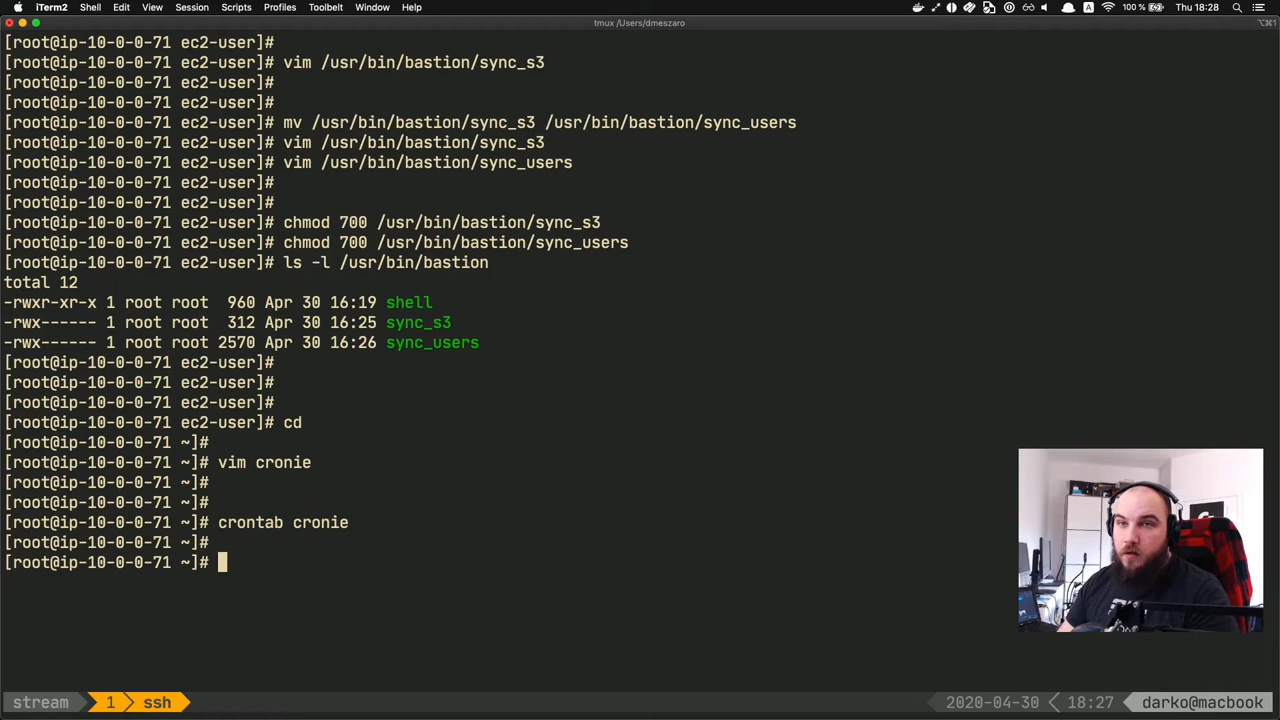 iTerm2 Shell Edit View Session Scripts Profiles Toolbelt Window Help 100 % Thu 18:28
tmux /Users/dmeszaro ⌥⌘1
[root@ip-10-0-0-71 ec2-user]#
[root@ip-10-0-0-71 ec2-user]# vim /usr/bin/bastion/sync_s3
[root@ip-10-0-0-71 ec2-user]#
[root@ip-10-0-0-71 ec2-user]#
[root@ip-10-0-0-71 ec2-user]# mv /usr/bin/bastion/sync_s3 /usr/bin/bastion/sync_users
[root@ip-10-0-0-71 ec2-user]# vim /usr/bin/bastion/sync_s3
[root@ip-10-0-0-71 ec2-user]# vim /usr/bin/bastion/sync_users
[root@ip-10-0-0-71 ec2-user]#
[root@ip-10-0-0-71 ec2-user]#
[root@ip-10-0-0-71 ec2-user]# chmod 700 /usr/bin/bastion/sync_s3
[root@ip-10-0-0-71 ec2-user]# chmod 700 /usr/bin/bastion/sync_users
[root@ip-10-0-0-71 ec2-user]# ls -l /usr/bin/bastion
total 12
-rwxr-xr-x 1 root root  960 Apr 30 16:19 shell
-rwx------ 1 root root  312 Apr 30 16:25 sync_s3
-rwx------ 1 root root 2570 Apr 30 16:26 sync_users
[root@ip-10-0-0-71 ec2-user]#
[root@ip-10-0-0-71 ec2-user]#
[root@ip-10-0-0-71 ec2-user]#
[root@ip-10-0-0-71 ec2-user]# cd
[root@ip-10-0-0-71 ~]#
[root@ip-10-0-0-71 ~]# vim cronie
[root@ip-10-0-0-71 ~]#
[root@ip-10-0-0-71 ~]#
[root@ip-10-0-0-71 ~]# crontab cronie
[root@ip-10-0-0-71 ~]#
[root@ip-10-0-0-71 ~]#
stream 1 ssh 2020-04-30 18:27 darko@macbook